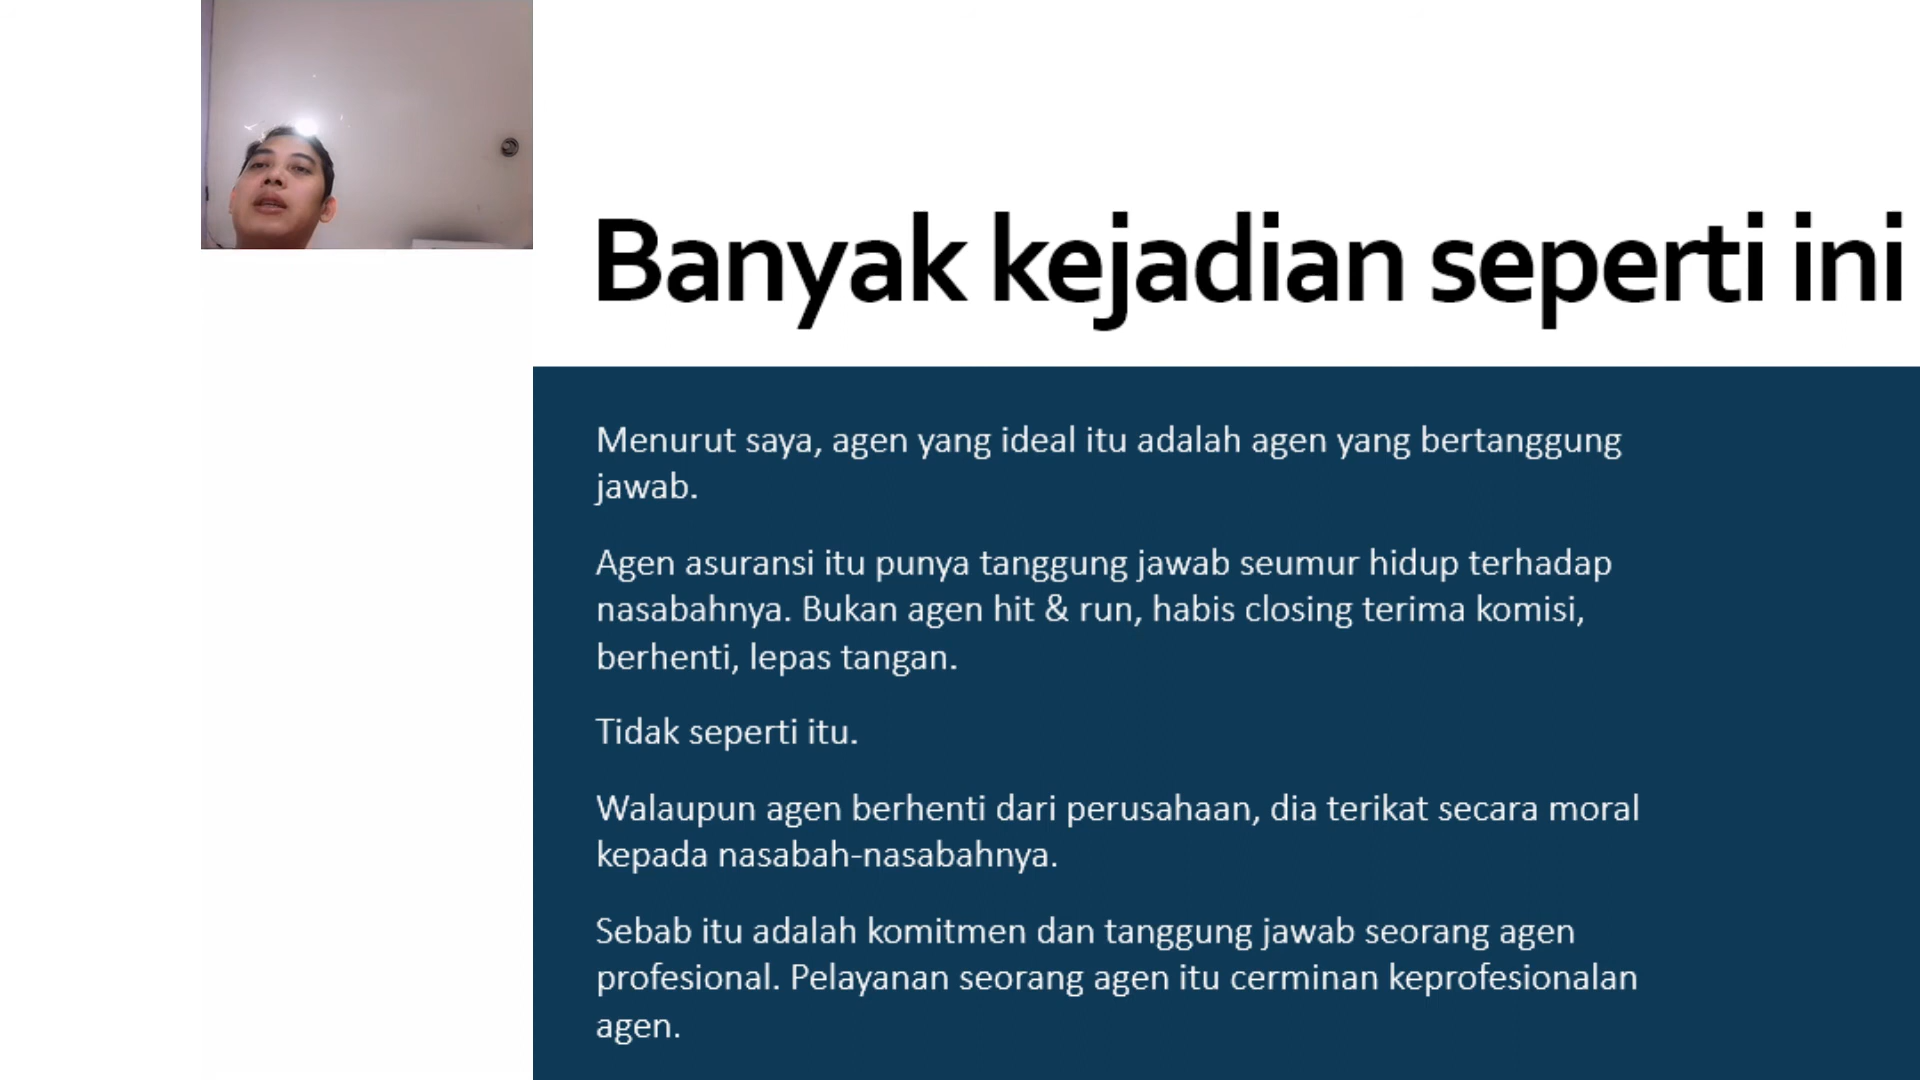 Banyak kejadian seperti ini
Menurut saya, agen yang ideal itu adalah agen yang bertanggung
jawab.
Agen asuransi itu punya tanggung jawab seumur hidup terhadap
nasabahnya. Bukan agen hit & run, habis closing terima komisi,
berhenti, lepas tangan.
Tidak seperti itu.
Walaupun agen berhenti dari perusahaan, dia terikat secara moral
kepada nasabah-nasabahnya.
Sebab itu adalah komitmen dan tanggung jawab seorang agen
profesional. Pelayanan seorang agen itu cerminan keprofesionalan
agen.